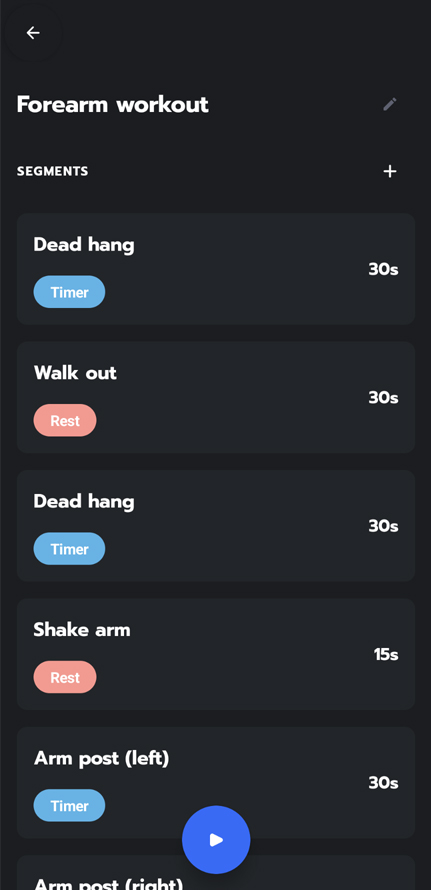 Forearm workout
SEGMENTS
Dead hang
30s
Timer
Walk out
30s
Rest
Dead hang
30s
Timer
Shake arm
15s
Rest
Arm post (left)
30s
Timer
Arm post (right)